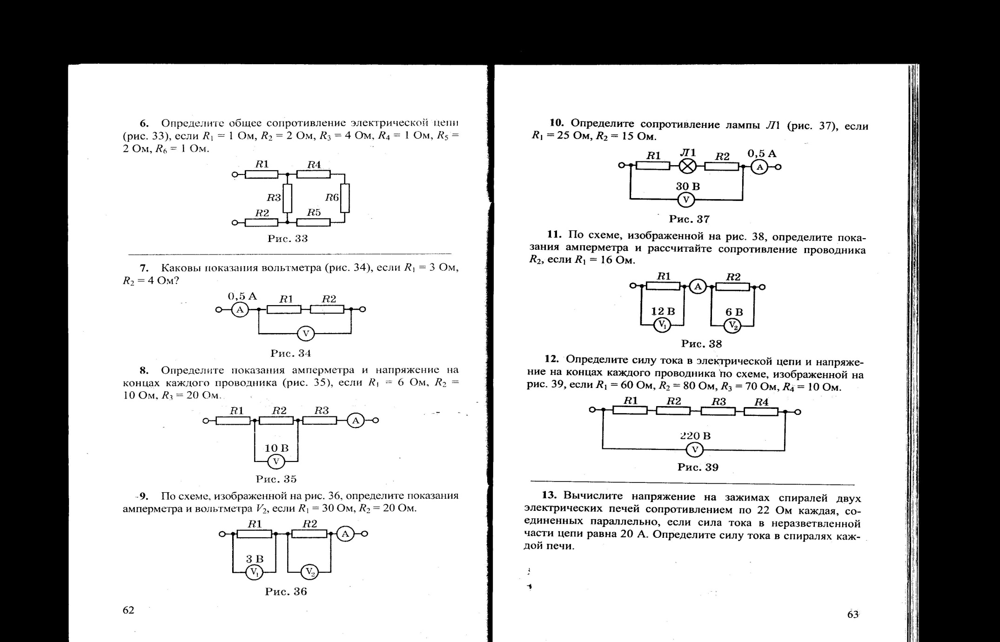 6. Определите общее сопротивление электрической цепи
(рис. 33), если R₁ = 1 Ом, R₂ = 2 Ом, R₃ = 4 Ом, R₄ = 1 Ом, R₅ =
2 Ом, R₆ = 1 Ом.
R1 R4
R3 R6
R2 R5
Рис. 33
7. Каковы показания вольтметра (рис. 34), если R₁ = 3 Ом,
R₂ = 4 Ом?
0,5 А R1 R2
A
V
Рис. 34
8. Определите показания амперметра и напряжение на
концах каждого проводника (рис. 35), если R₁ = 6 Ом, R₂ =
10 Ом, R₃ = 20 Ом.
R1 R2 R3
A
10 В
V
Рис. 35
9. По схеме, изображенной на рис. 36, определите показания
амперметра и вольтметра V₂, если R₁ = 30 Ом, R₂ = 20 Ом.
R1 R2
A
3 В
V₁ V₂
Рис. 36
62
10. Определите сопротивление лампы Л1 (рис. 37), если
R₁ = 25 Ом, R₂ = 15 Ом.
R1 Л1 R2 0,5 А
A
30 В
V
Рис. 37
11. По схеме, изображенной на рис. 38, определите пока-
зания амперметра и рассчитайте сопротивление проводника
R₂, если R₁ = 16 Ом.
R1 R2
A
12 В 6 В
V₁ V₂
Рис. 38
12. Определите силу тока в электрической цепи и напряже-
ние на концах каждого проводника по схеме, изображенной на
рис. 39, если R₁ = 60 Ом, R₂ = 80 Ом, R₃ = 70 Ом, R₄ = 10 Ом.
R1 R2 R3 R4
220 В
V
Рис. 39
13. Вычислите напряжение на зажимах спиралей двух
электрических печей сопротивлением по 22 Ом каждая, со-
единенных параллельно, если сила тока в неразветвленной
части цепи равна 20 А. Определите силу тока в спиралях каж-
дой печи.
63